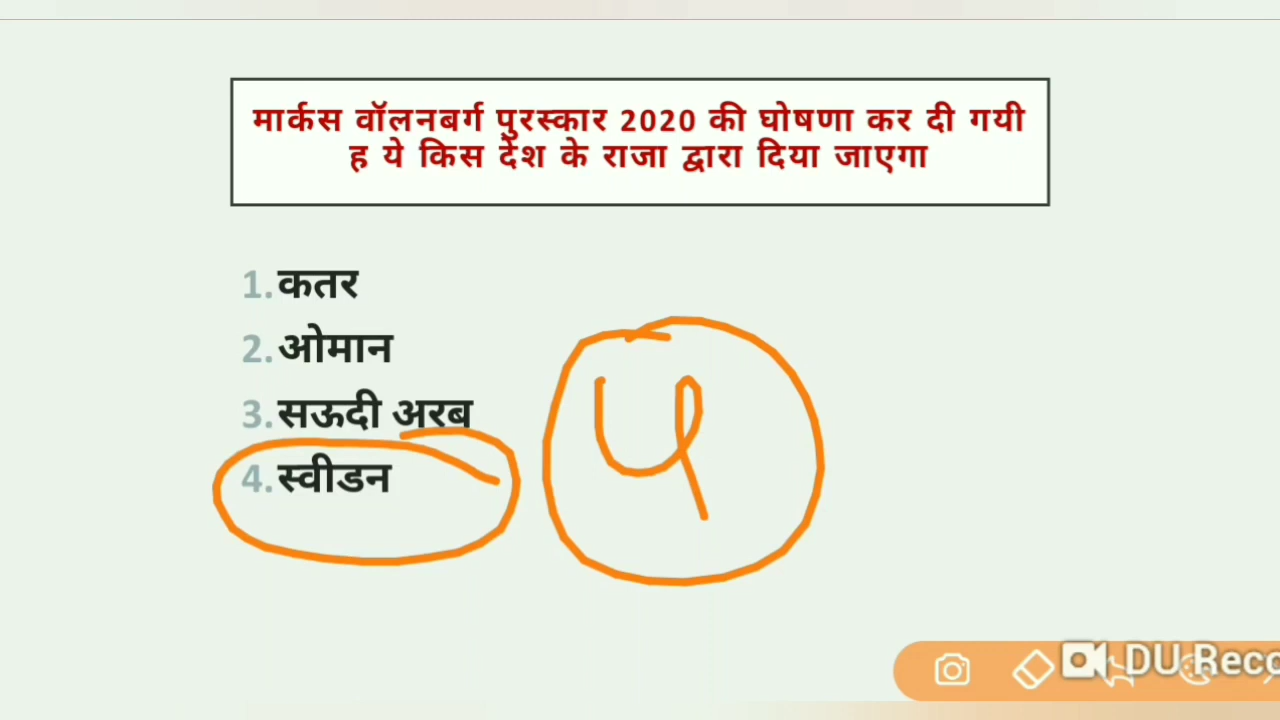 मार्कस वॉलनबर्ग पुरस्कार 2020 की घोषणा कर दी गयी
ह ये किस देश के राजा द्वारा दिया जाएगा
1. कतर
2. ओमान
3. सऊदी अरब
4. स्वीडन
4
DU Reco